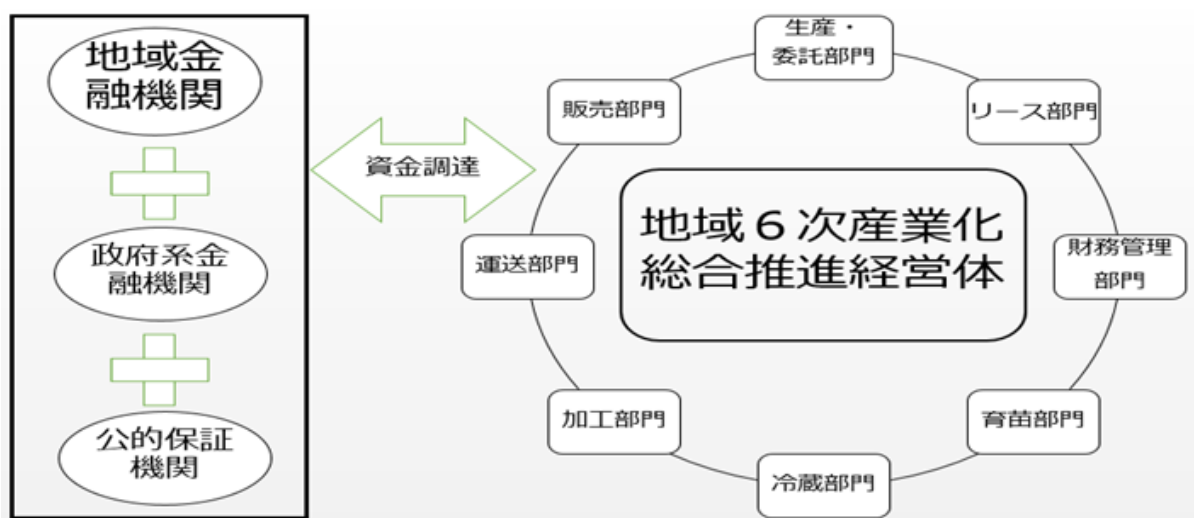 地域金
融機関
政府系金
融機関
公的保証
機関
資金調達
生産・
委託部門
リース部門
財務管理
部門
育苗部門
冷蔵部門
加工部門
運送部門
販売部門
地域６次産業化
総合推進経営体